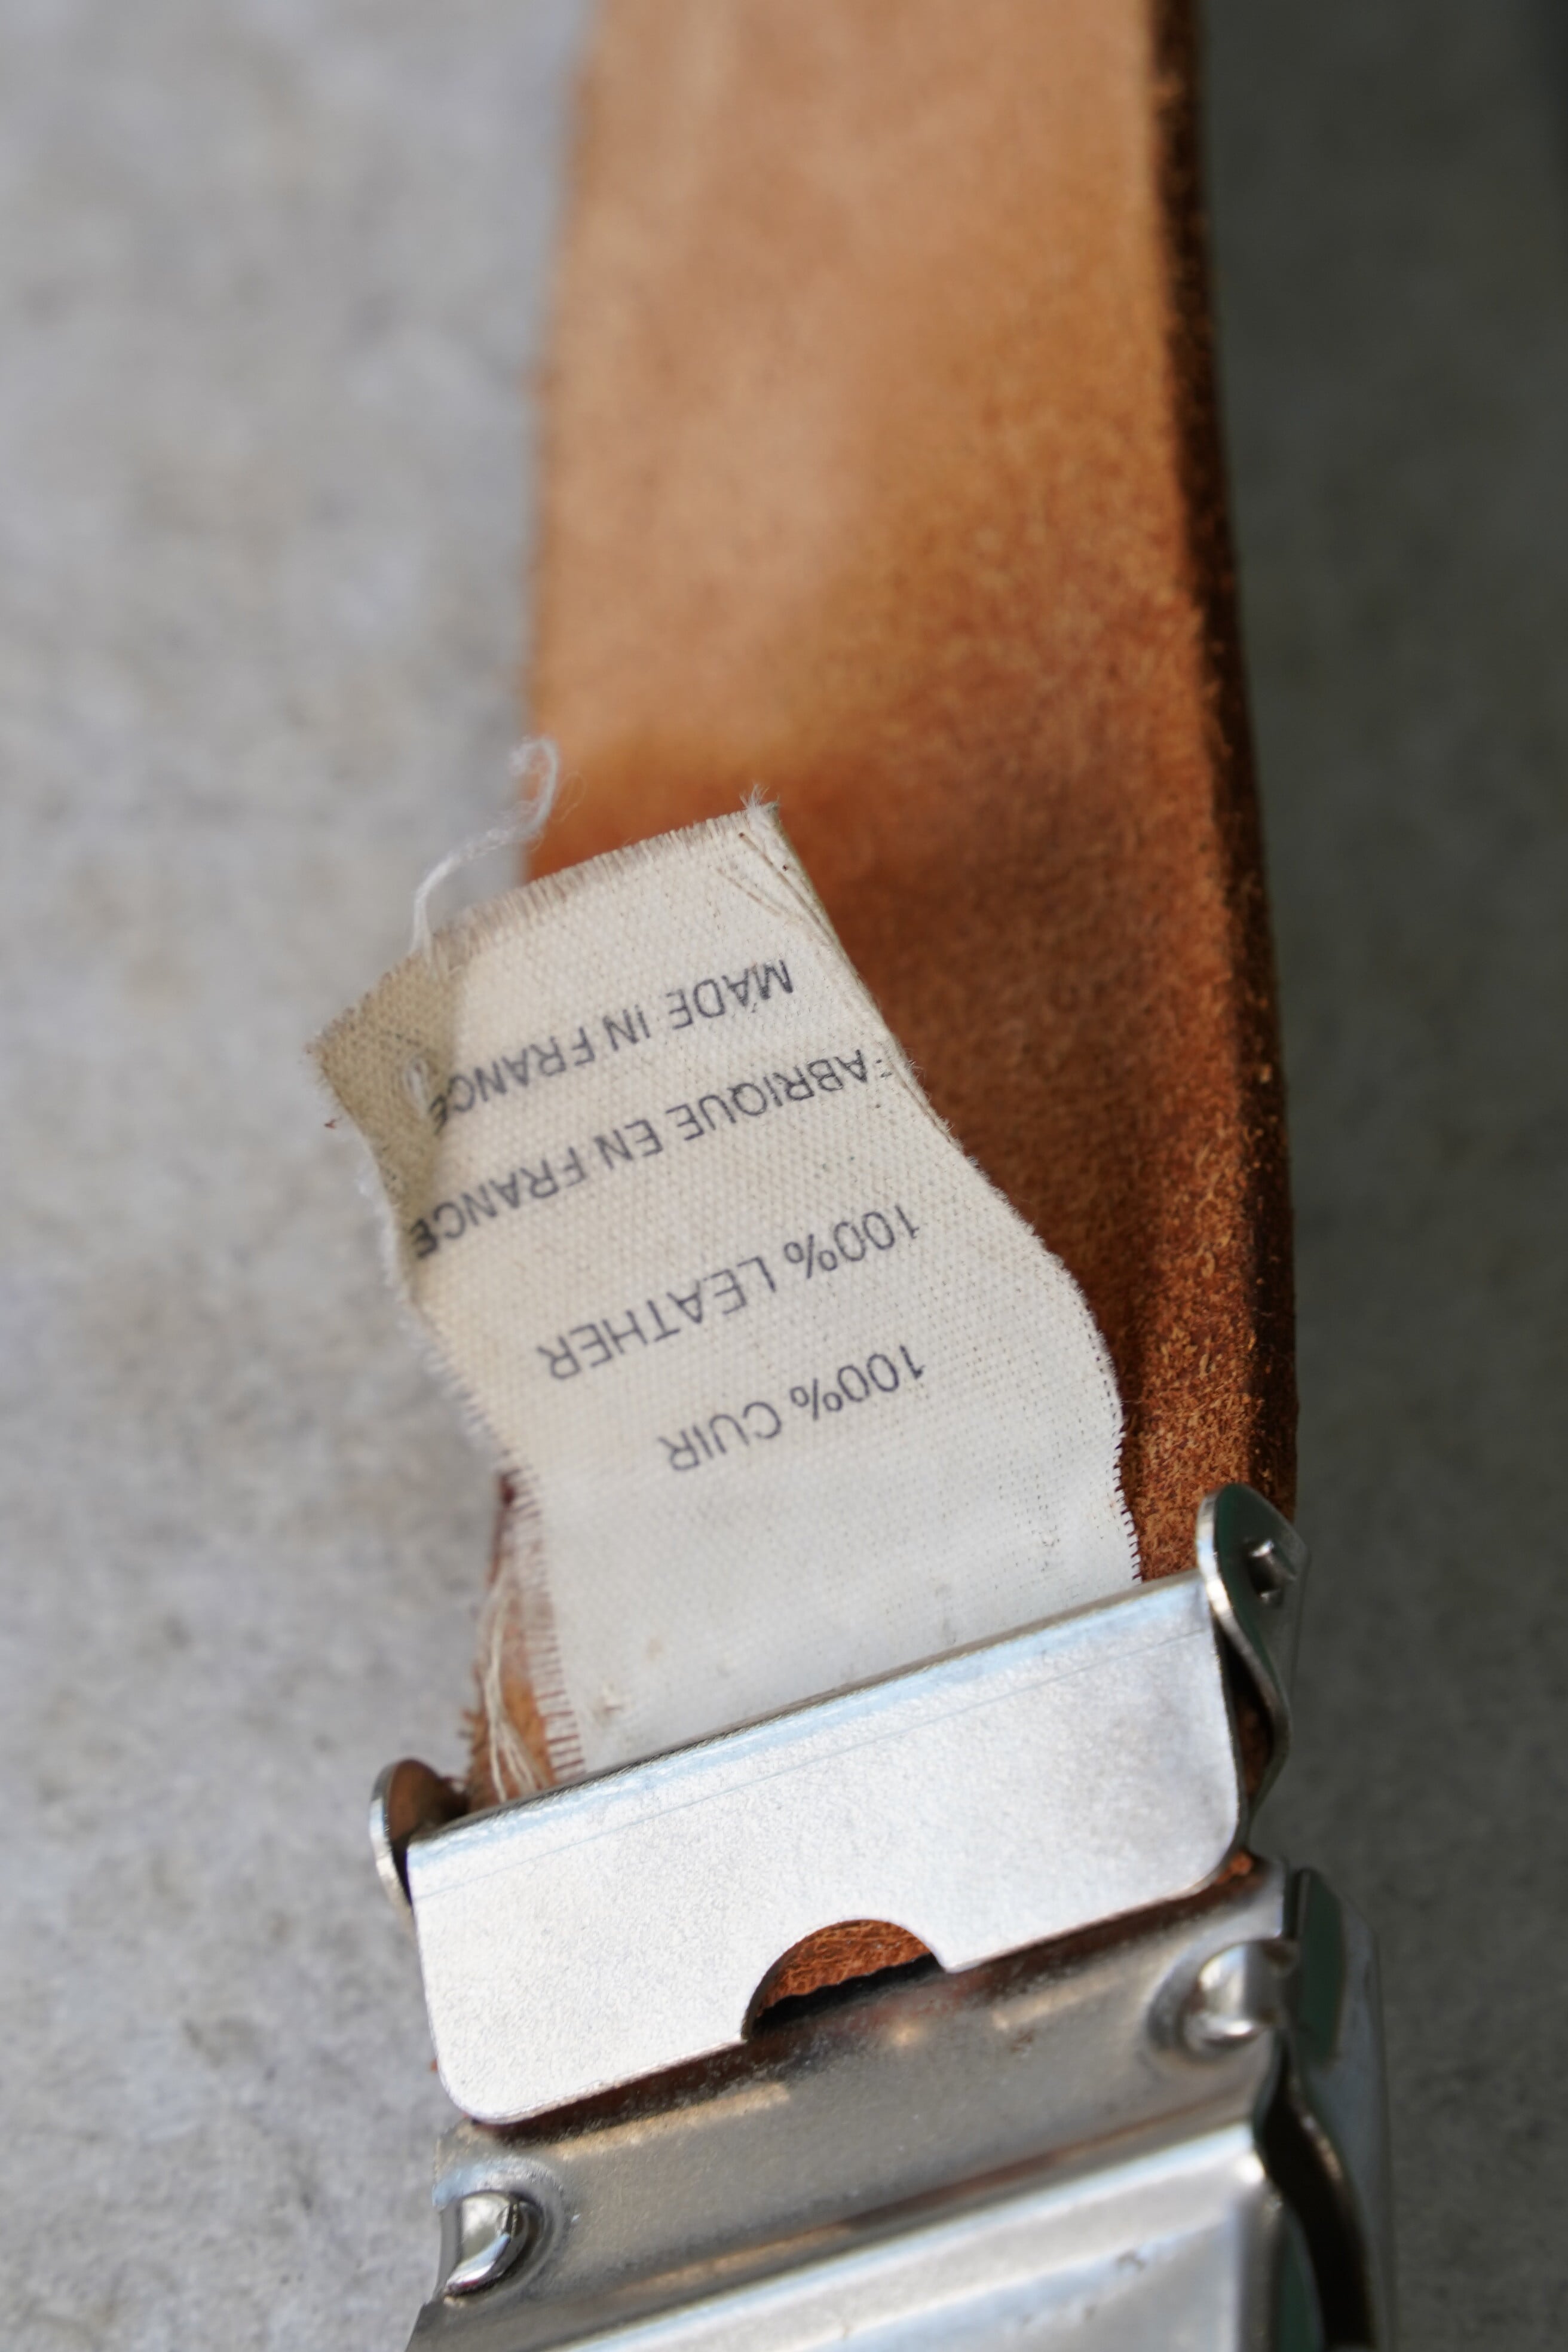 100% CUIR
100% LEATHER
FABRIQUE EN FRANCE
MADE IN FRANCE